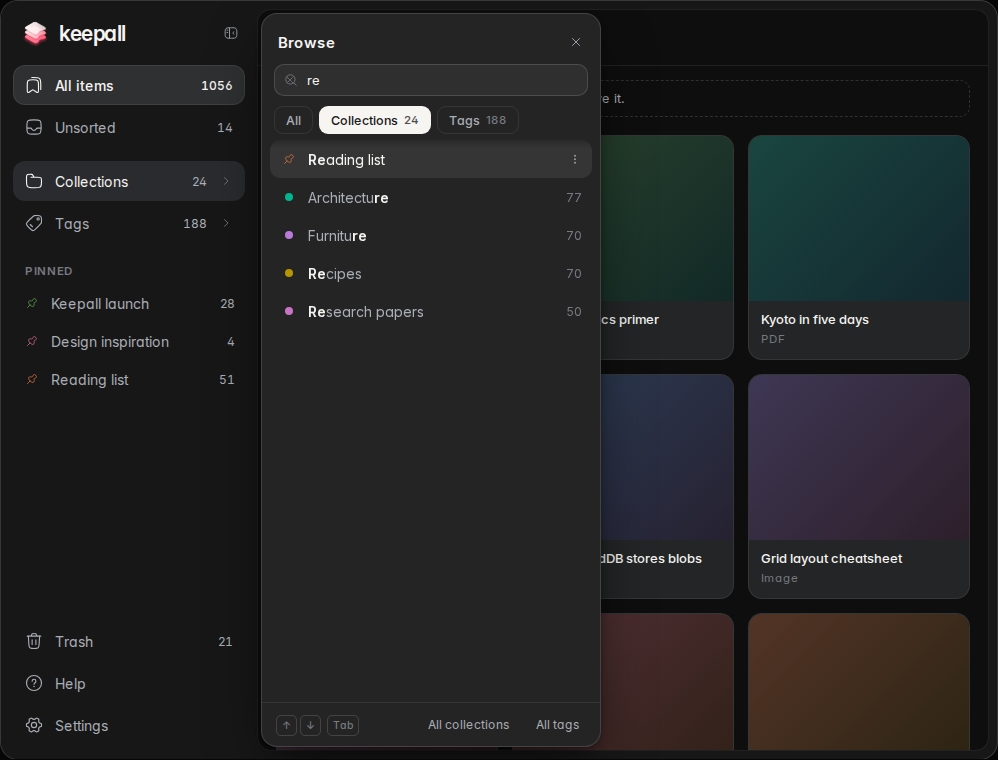 keepall
All items 1056
Unsorted 14
Collections 24
Tags 188
PINNED
Keepall launch 28
Design inspiration 4
Reading list 51
Trash 21
Help
Settings
Browse
re
All
Collections 24
Tags 188
Reading list
Architecture 77
Furniture 70
Recipes 70
Research papers 50
Tab
All collections
All tags
it.
cs primer
Kyoto in five days
PDF
dDB stores blobs
Grid layout cheatsheet
Image